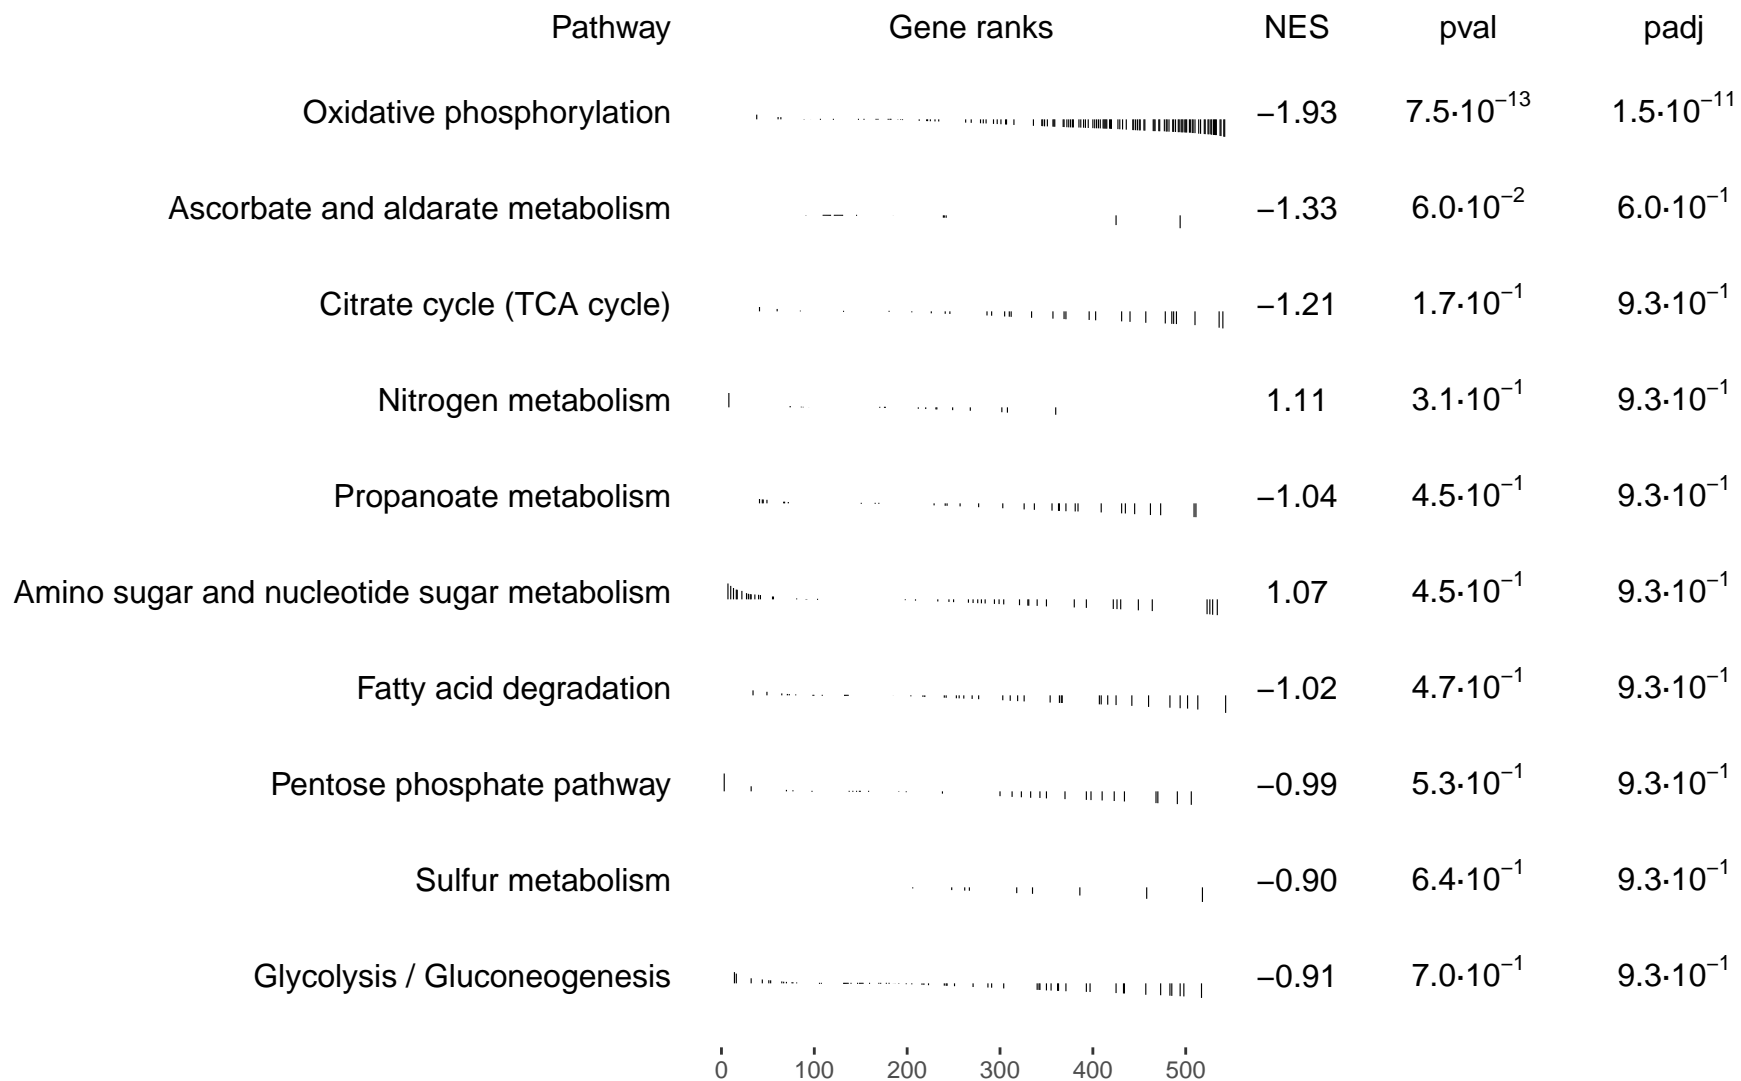 Pathway Gene ranks NES pval padj
Oxidative phosphorylation −1.93 7.5·10⁻¹³ 1.5·10⁻¹¹
Ascorbate and aldarate metabolism −1.33 6.0·10⁻² 6.0·10⁻¹
Citrate cycle (TCA cycle) −1.21 1.7·10⁻¹ 9.3·10⁻¹
Nitrogen metabolism 1.11 3.1·10⁻¹ 9.3·10⁻¹
Propanoate metabolism −1.04 4.5·10⁻¹ 9.3·10⁻¹
Amino sugar and nucleotide sugar metabolism 1.07 4.5·10⁻¹ 9.3·10⁻¹
Fatty acid degradation −1.02 4.7·10⁻¹ 9.3·10⁻¹
Pentose phosphate pathway −0.99 5.3·10⁻¹ 9.3·10⁻¹
Sulfur metabolism −0.90 6.4·10⁻¹ 9.3·10⁻¹
Glycolysis / Gluconeogenesis −0.91 7.0·10⁻¹ 9.3·10⁻¹
0 100 200 300 400 500